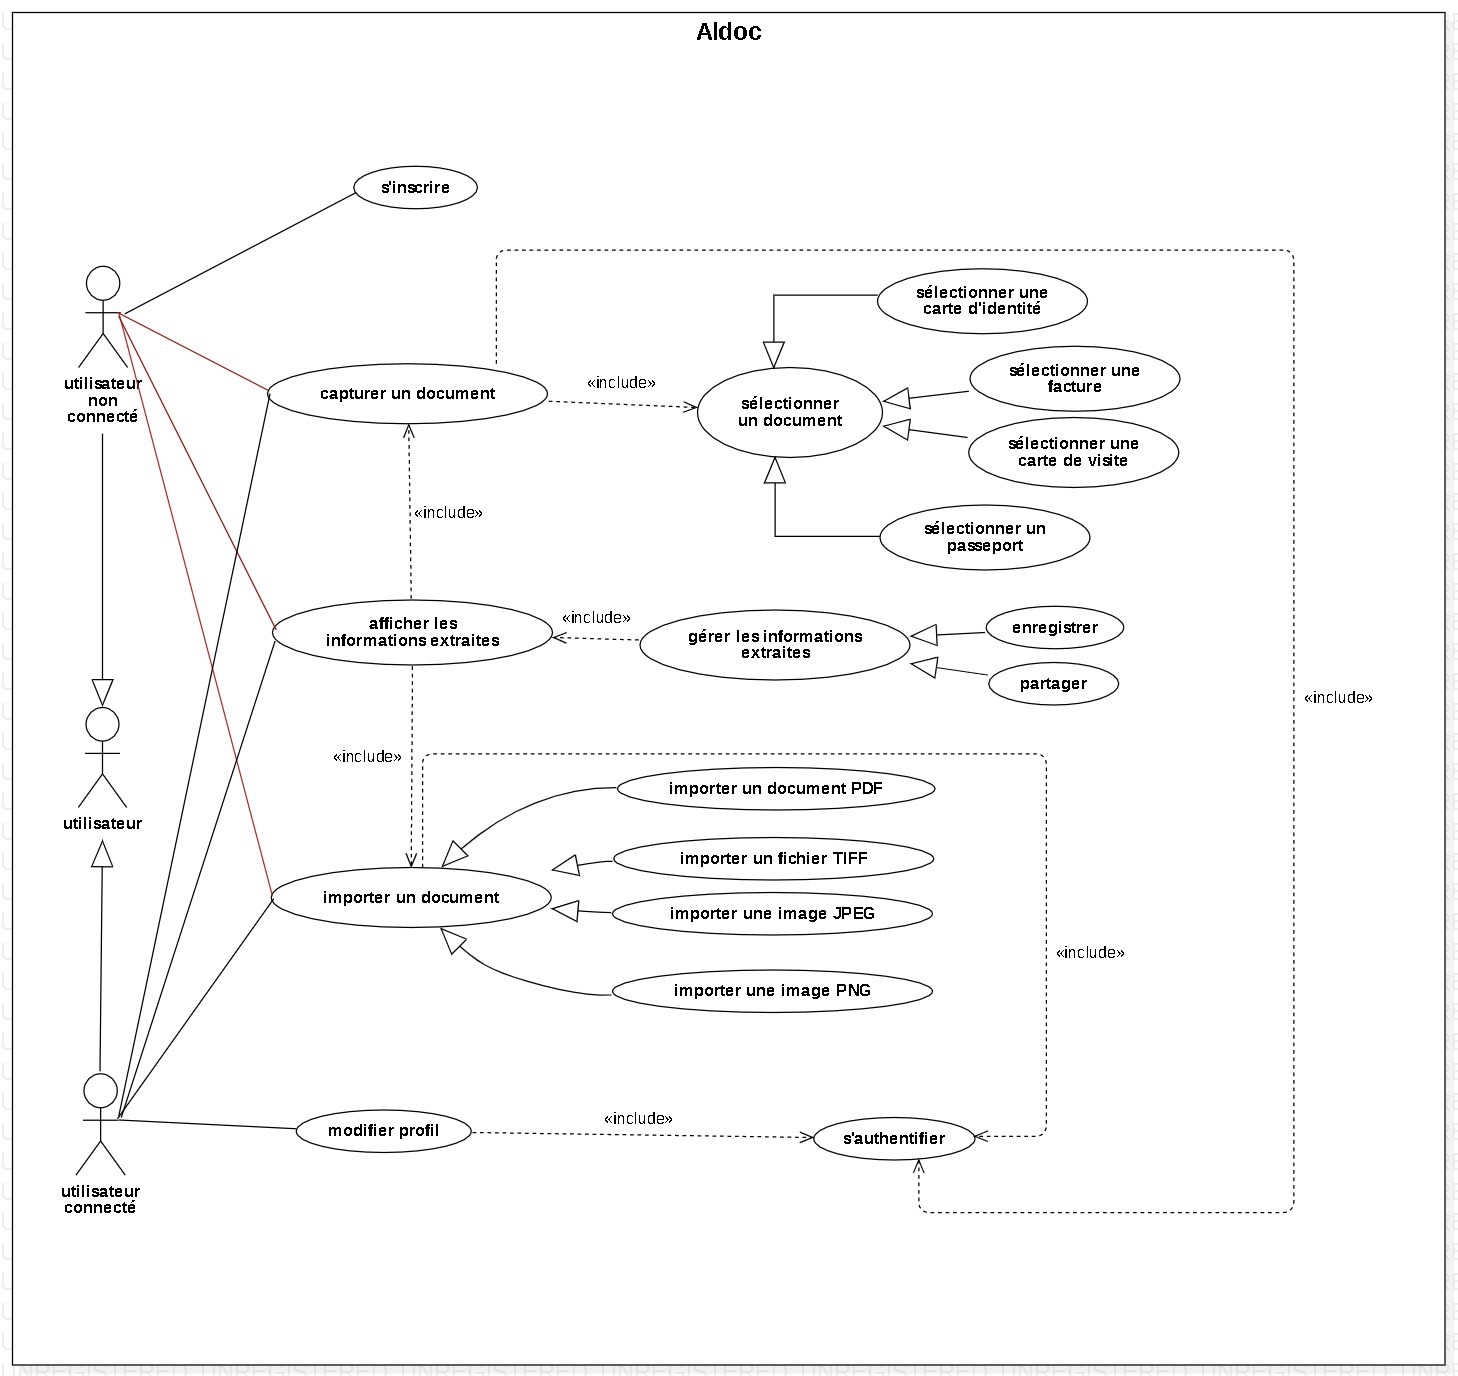 Aldoc
s'inscrire
sélectionner une
carte d'identité
utilisateur
non
connecté
capturer un document
«include»
sélectionner
un document
sélectionner une
facture
sélectionner une
carte de visite
«include»
sélectionner un
passeport
afficher les
informations extraites
«include»
gérer les informations
extraites
enregistrer
partager
«include»
«include»
utilisateur
importer un document PDF
importer un fichier TIFF
importer un document
importer une image JPEG
«include»
importer une image PNG
modifier profil
«include»
s'authentifier
utilisateur
connecté
UNREGISTERED UNREGISTERED UNREGISTERED UNREGISTERED UNREGISTERED UNREGISTERED UNREGISTERED